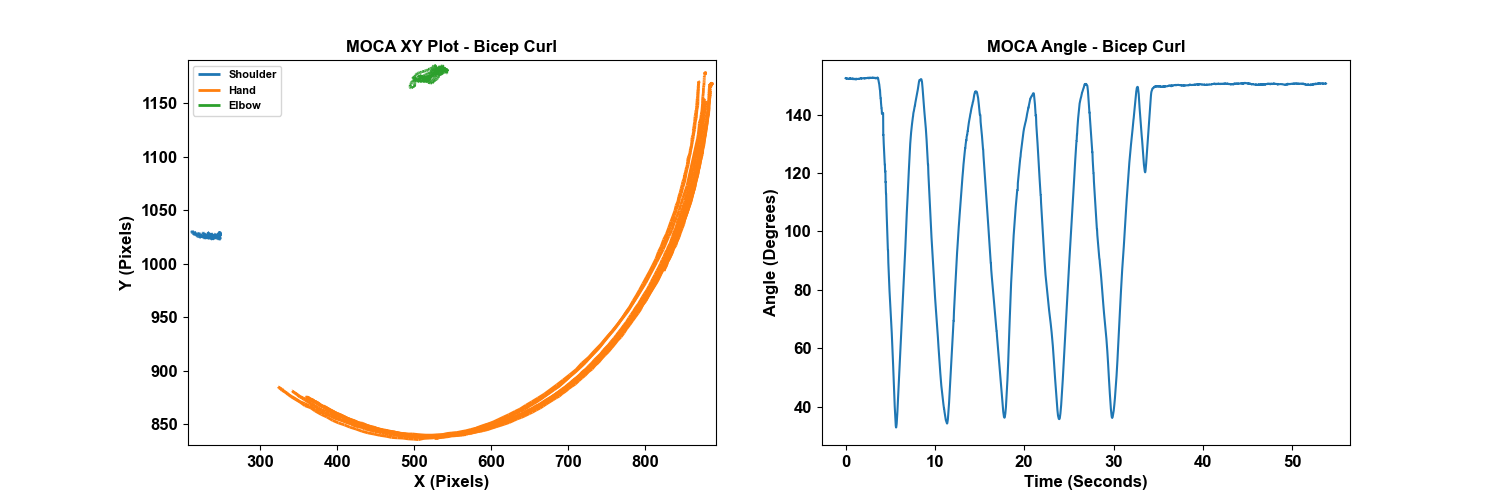 MOCA XY Plot - Bicep Curl
Shoulder
Hand
Elbow
Y (Pixels)
1150
1100
1050
1000
950
900
850
300 400 500 600 700 800
X (Pixels)
MOCA Angle - Bicep Curl
Angle (Degrees)
140
120
100
80
60
40
0 10 20 30 40 50
Time (Seconds)